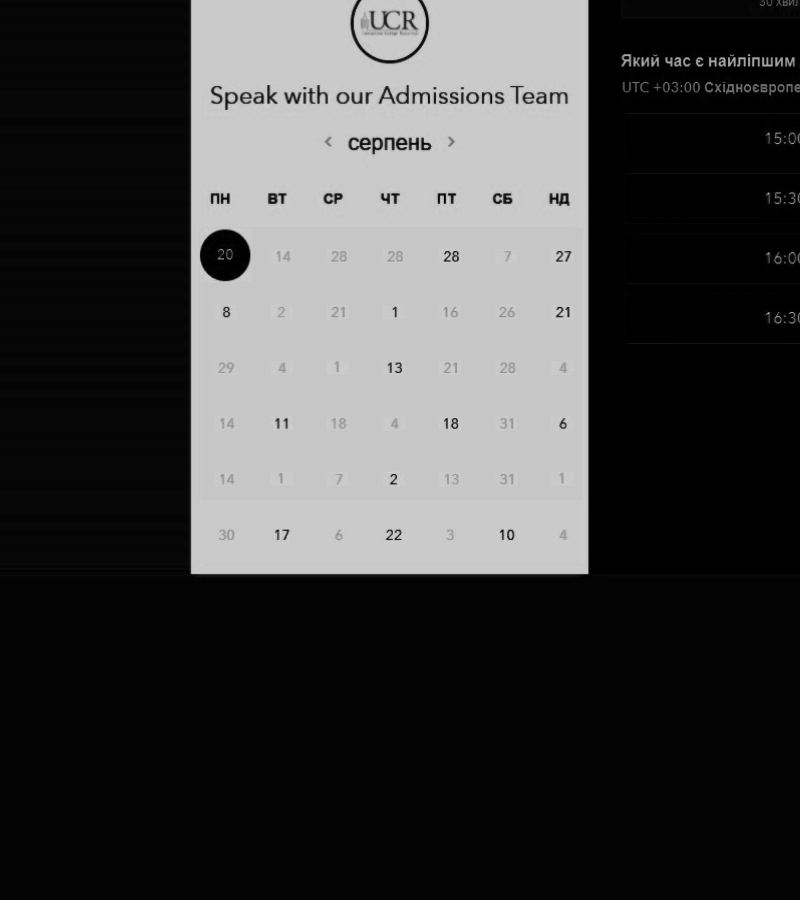 UCR
Speak with our Admissions Team
< серпень >
ПН ВТ СР ЧТ ПТ СБ НД
20 14 28 28 28 7 27
8 2 21 1 16 26 21
29 4 1 13 21 28 4
14 11 18 4 18 31 6
14 1 7 2 13 31 1
30 17 6 22 3 10 4
30 хвил
Який час є найліпшим
UTC +03:00 Східноєвропе
15:00
15:30
16:00
16:30